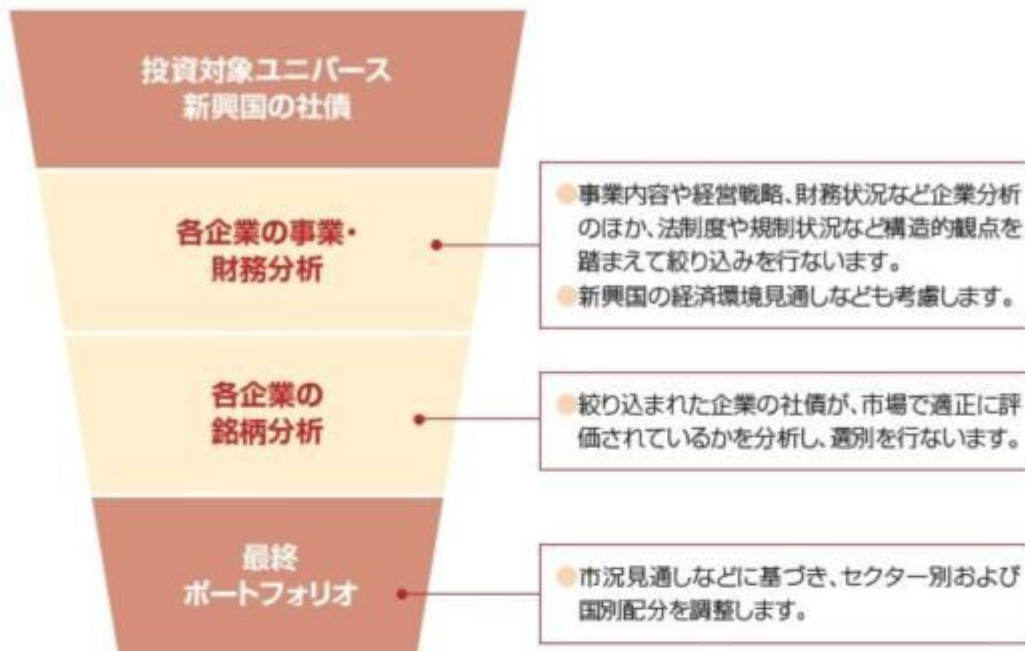 投資対象ユニバース
新興国の社債
各企業の事業・
財務分析
●事業内容や経営戦略、財務状況など企業分析
のほか、法制度や規制状況など構造的観点を
踏まえて絞り込みを行ないます。
●新興国の経済環境見通しなども考慮します。
各企業の
銘柄分析
●絞り込まれた企業の社債が、市場で適正に評
価されているかを分析し、選別を行ないます。
最終
ポートフォリオ
●市況見通しなどに基づき、セクター別および
国別配分を調整します。